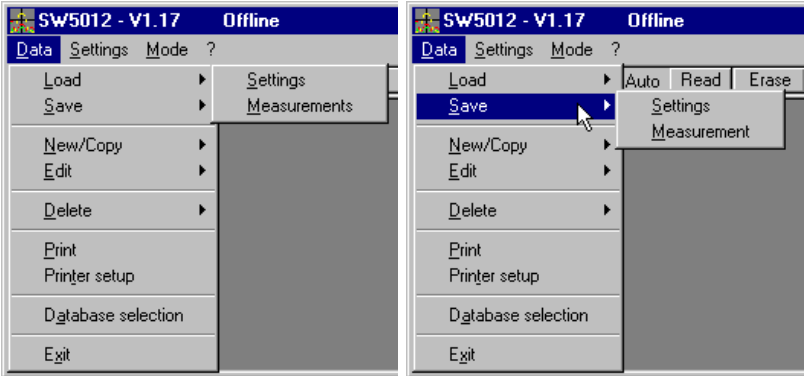 SW5012 - V1.17 Offline
Data Settings Mode ?
Load
Settings
Save
Measurements
New/Copy
Edit
Delete
Print
Printer setup
Database selection
Exit
SW5012 - V1.17 Offline
Data Settings Mode ?
Load
Auto Read Erase
Save
Settings
Measurement
New/Copy
Edit
Delete
Print
Printer setup
Database selection
Exit